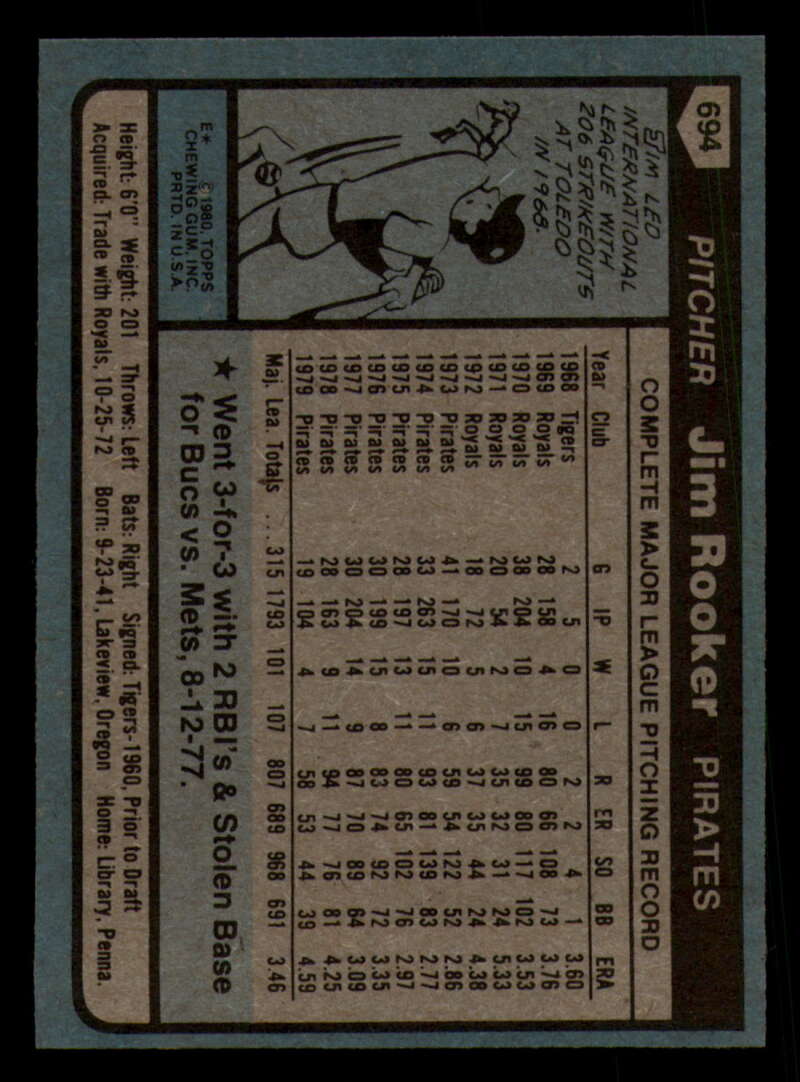 694
PITCHER Jim Rooker PIRATES
JIM LED
INTERNATIONAL
LEAGUE WITH
206 STRIKEOUTS
AT TOLEDO
IN 1968.
E* © 1980, TOPPS
CHEWING GUM, INC.
PRTD. IN U.S.A.
COMPLETE MAJOR LEAGUE PITCHING RECORD
Year Club G IP W L R ER SO BB ERA
1968 Tigers 2 5 0 0 2 2 4 1 3.60
1969 Royals 28 158 4 16 80 66 108 73 3.76
1970 Royals 38 204 10 15 99 80 117 102 3.53
1971 Royals 20 54 2 7 35 32 31 24 5.33
1972 Royals 18 72 5 6 37 35 44 24 4.38
1973 Pirates 41 170 10 6 59 54 122 52 2.86
1974 Pirates 33 263 15 11 93 81 139 83 2.77
1975 Pirates 28 197 13 11 80 65 102 76 2.97
1976 Pirates 30 199 15 8 83 74 92 72 3.35
1977 Pirates 30 204 14 9 87 70 89 64 3.09
1978 Pirates 28 163 9 11 94 77 76 81 4.25
1979 Pirates 19 104 4 7 58 53 44 39 4.59
Maj. Lea. Totals ... 315 1793 101 107 807 689 968 691 3.46
★ Went 3-for-3 with 2 RBI's & Stolen Base
for Bucs vs. Mets, 8-12-77.
Height: 6'0" Weight: 201 Throws: Left Bats: Right Signed: Tigers-1960, Prior to Draft
Acquired: Trade with Royals, 10-25-72 Born: 9-23-41, Lakeview, Oregon Home: Library, Penna.